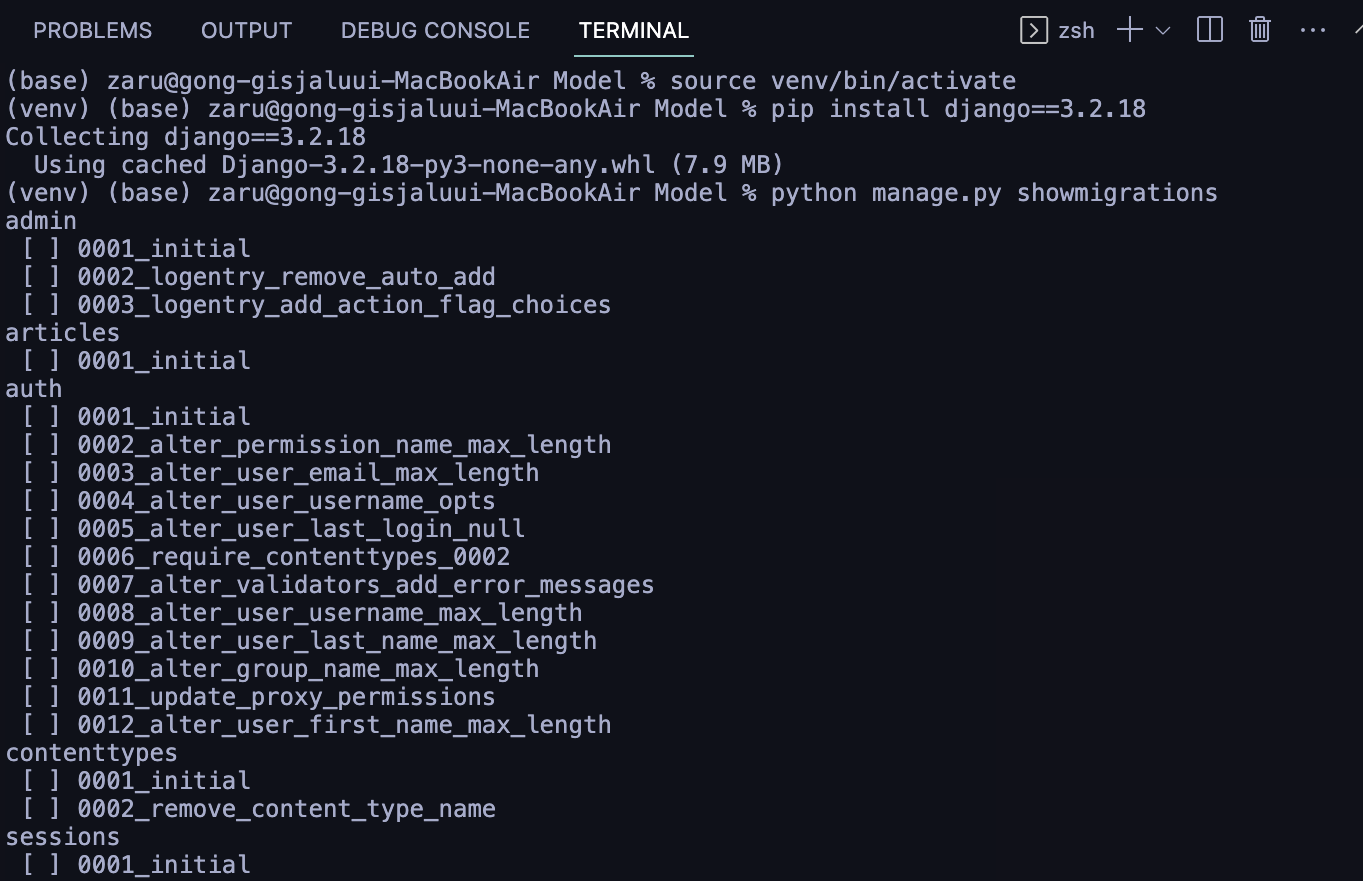 PROBLEMS OUTPUT DEBUG CONSOLE TERMINAL zsh
(base) zaru@gong-gisjaluui-MacBookAir Model % source venv/bin/activate
(venv) (base) zaru@gong-gisjaluui-MacBookAir Model % pip install django==3.2.18
Collecting django==3.2.18
  Using cached Django-3.2.18-py3-none-any.whl (7.9 MB)
(venv) (base) zaru@gong-gisjaluui-MacBookAir Model % python manage.py showmigrations
admin
 [ ] 0001_initial
 [ ] 0002_logentry_remove_auto_add
 [ ] 0003_logentry_add_action_flag_choices
articles
 [ ] 0001_initial
auth
 [ ] 0001_initial
 [ ] 0002_alter_permission_name_max_length
 [ ] 0003_alter_user_email_max_length
 [ ] 0004_alter_user_username_opts
 [ ] 0005_alter_user_last_login_null
 [ ] 0006_require_contenttypes_0002
 [ ] 0007_alter_validators_add_error_messages
 [ ] 0008_alter_user_username_max_length
 [ ] 0009_alter_user_last_name_max_length
 [ ] 0010_alter_group_name_max_length
 [ ] 0011_update_proxy_permissions
 [ ] 0012_alter_user_first_name_max_length
contenttypes
 [ ] 0001_initial
 [ ] 0002_remove_content_type_name
sessions
 [ ] 0001_initial